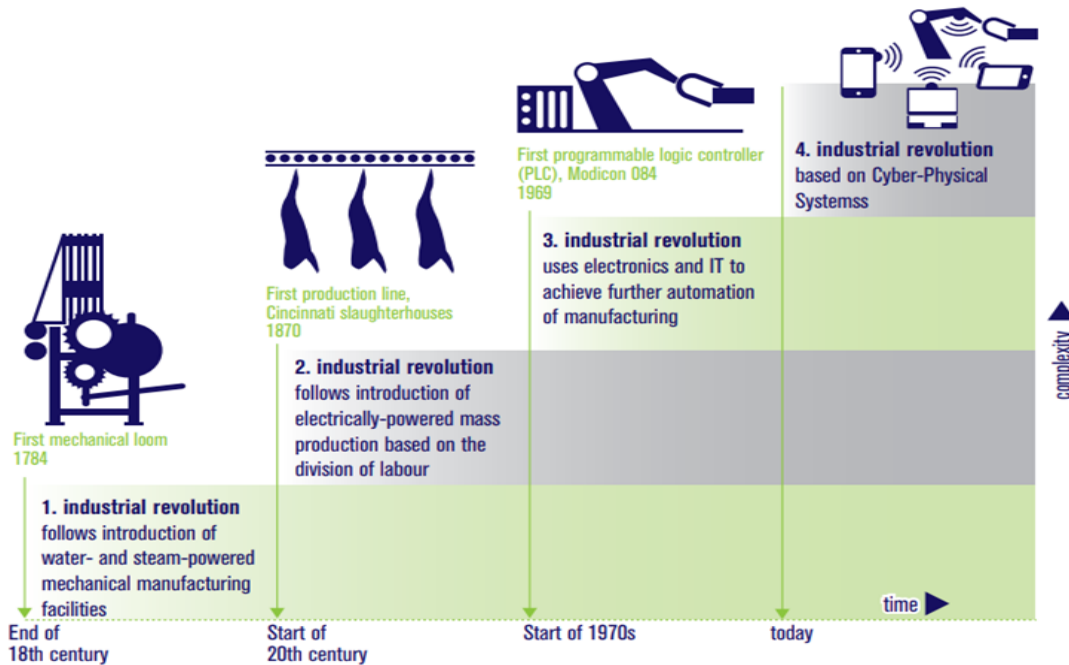 First mechanical loom
1784
1. industrial revolution
follows introduction of
water- and steam-powered
mechanical manufacturing
facilities
End of
18th century
First production line,
Cincinnati slaughterhouses
1870
2. industrial revolution
follows introduction of
electrically-powered mass
production based on the
division of labour
Start of
20th century
First programmable logic controller
(PLC), Modicon 084
1969
3. industrial revolution
uses electronics and IT to
achieve further automation
of manufacturing
Start of 1970s
4. industrial revolution
based on Cyber-Physical
Systemss
today
time
complexity